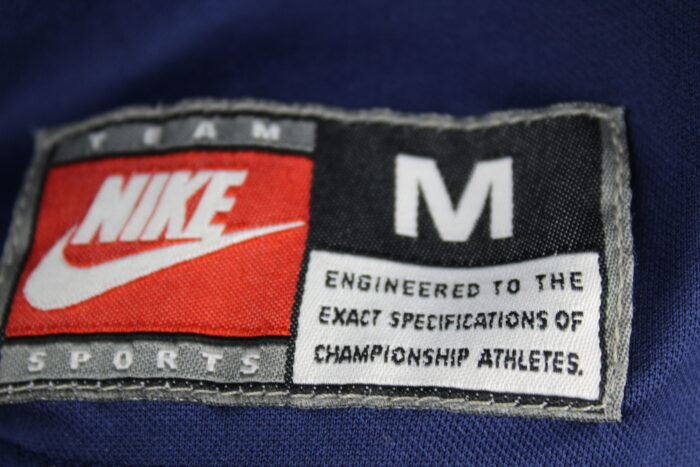 TEAM
NIKE
SPORTS
M
ENGINEERED TO THE
EXACT SPECIFICATIONS OF
CHAMPIONSHIP ATHLETES.